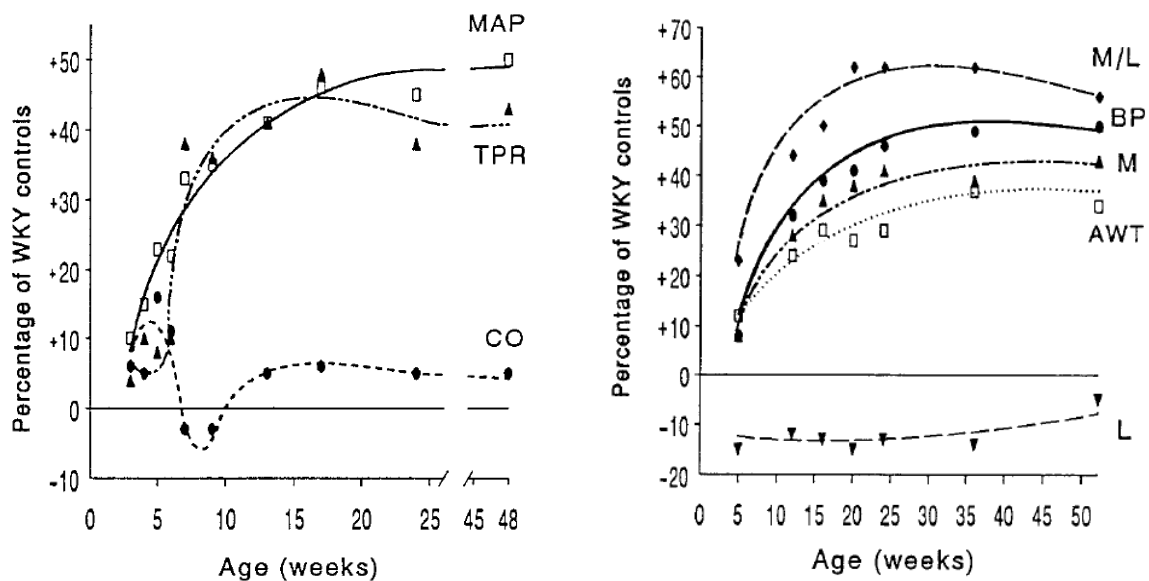 Percentage of WKY controls
+50
+40
+30
+20
+10
0
-10
MAP
TPR
CO
0 5 10 15 20 25 45 48
Age (weeks)
Percentage of WKY controls
+70
+60
+50
+40
+30
+20
+10
0
-10
-20
M/L
BP
M
AWT
L
0 5 10 15 20 25 30 35 40 45 50
Age (weeks)